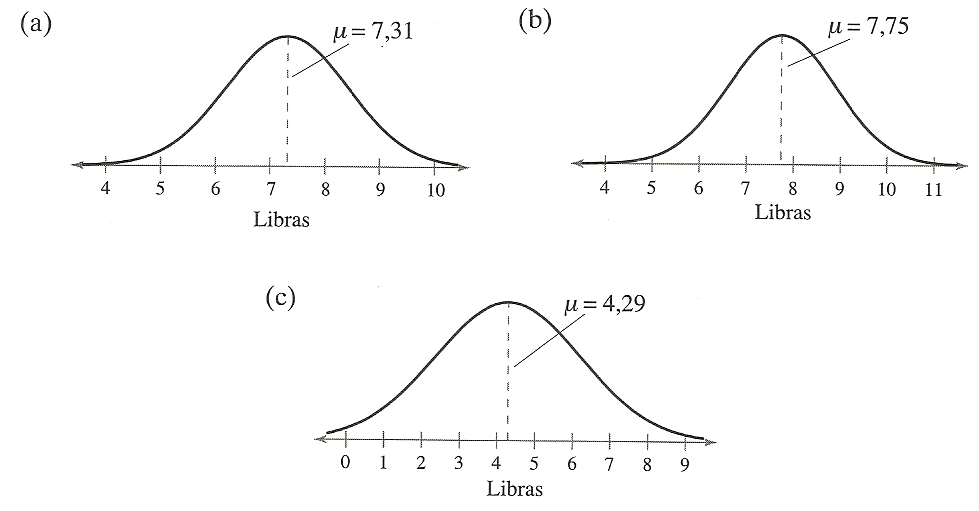 (a)
μ = 7,31
4 5 6 7 8 9 10
Libras
(b)
μ = 7,75
4 5 6 7 8 9 10 11
Libras
(c)
μ = 4,29
0 1 2 3 4 5 6 7 8 9
Libras